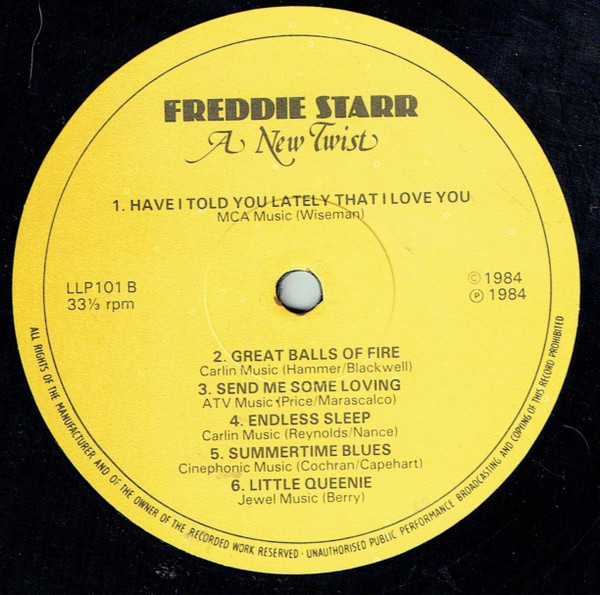 FREDDIE STARR
A New Twist
1. HAVE I TOLD YOU LATELY THAT I LOVE YOU
MCA Music (Wiseman)
LLP101 B
33⅓ rpm
Ⓒ 1984
Ⓟ 1984
2. GREAT BALLS OF FIRE
Carlin Music (Hammer/Blackwell)
3. SEND ME SOME LOVING
ATV Music (Price/Marascalco)
4. ENDLESS SLEEP
Carlin Music (Reynolds/Nance)
5. SUMMERTIME BLUES
Cinephonic Music (Cochran/Capehart)
6. LITTLE QUEENIE
Jewel Music (Berry)
ALL RIGHTS OF THE MANUFACTURER AND OF THE OWNER OF THE RECORDED WORK RESERVED · UNAUTHORISED PUBLIC PERFORMANCE BROADCASTING AND COPYING OF THIS RECORD PROHIBITED